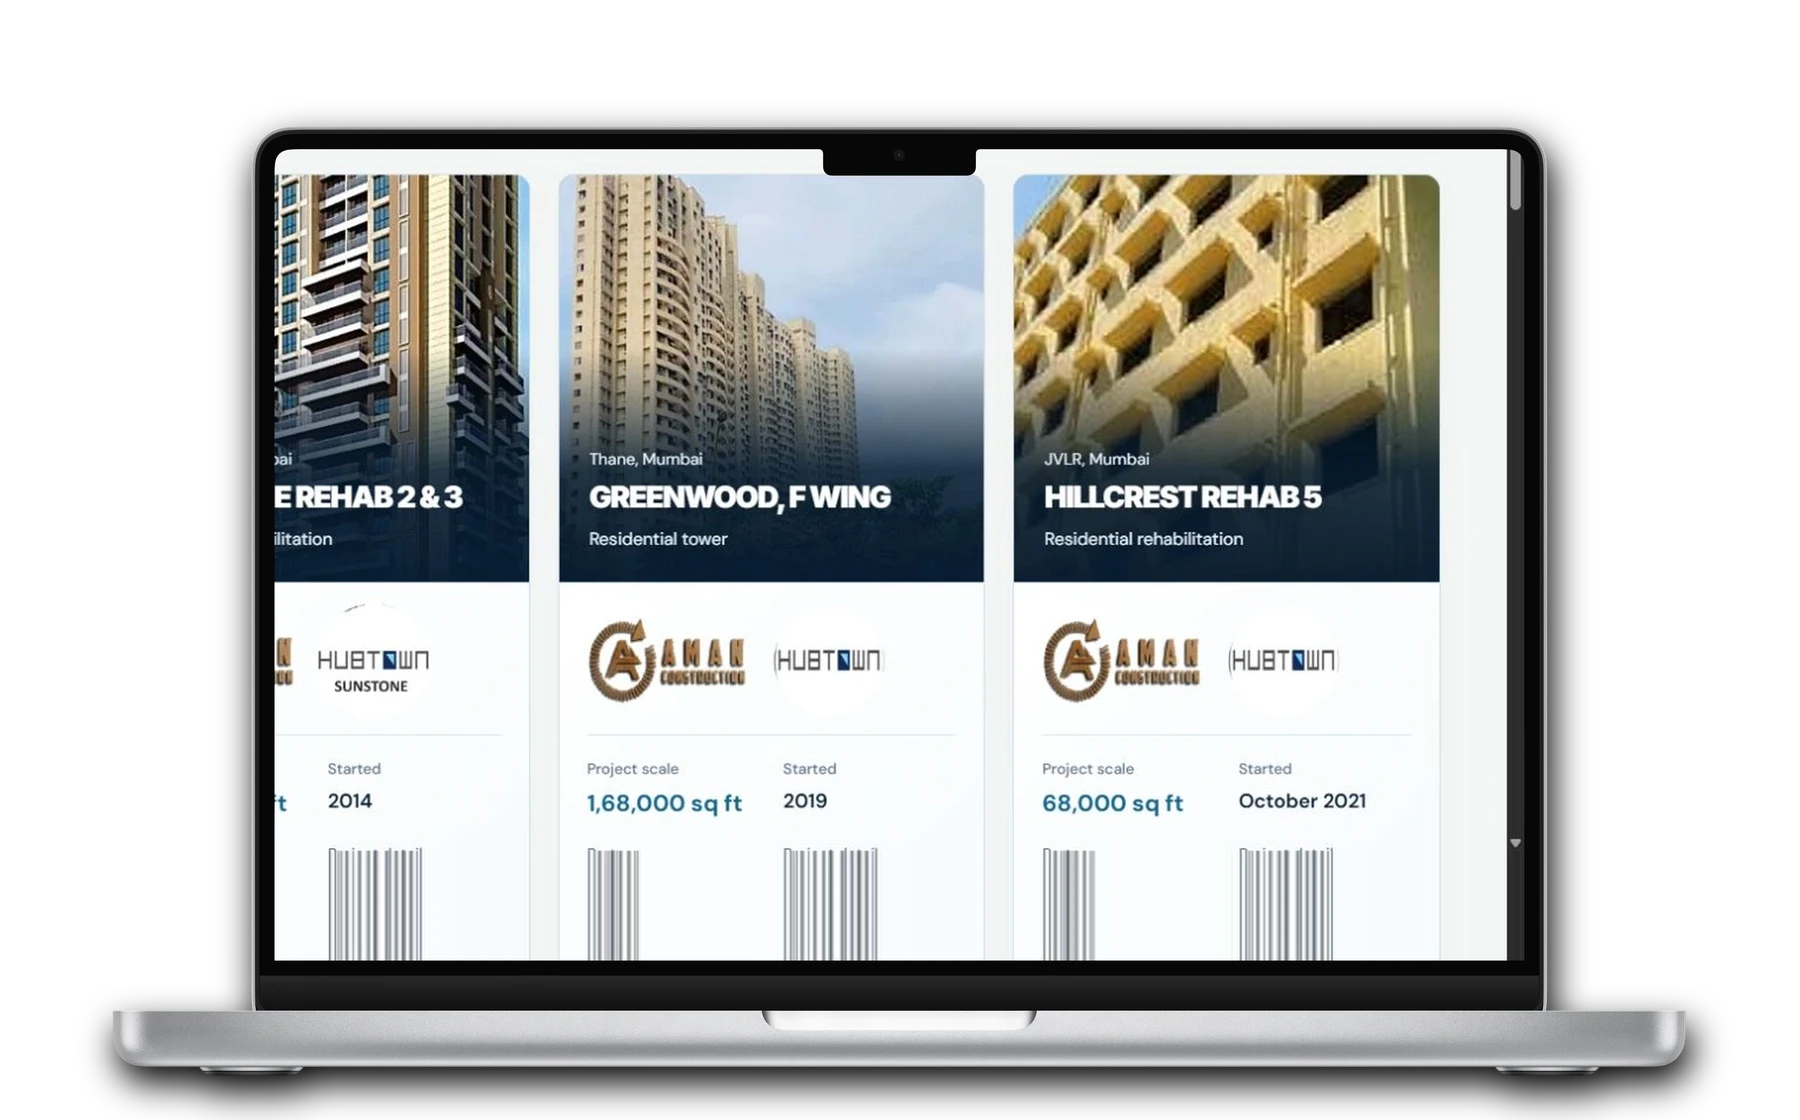 bai
E REHAB 2 & 3
ilitation
HUBTOWN
SUNSTONE
Started
ft
2014
Thane, Mumbai
GREENWOOD, F WING
Residential tower
AMAN
CONSTRUCTION
HUBTOWN
Project scale
Started
1,68,000 sq ft
2019
JVLR, Mumbai
HILLCREST REHAB 5
Residential rehabilitation
AMAN
CONSTRUCTION
HUBTOWN
Project scale
Started
68,000 sq ft
October 2021